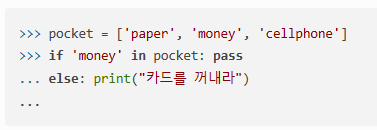 >>> pocket = ['paper', 'money', 'cellphone']
>>> if 'money' in pocket: pass
... else: print("카드를 꺼내라")
...